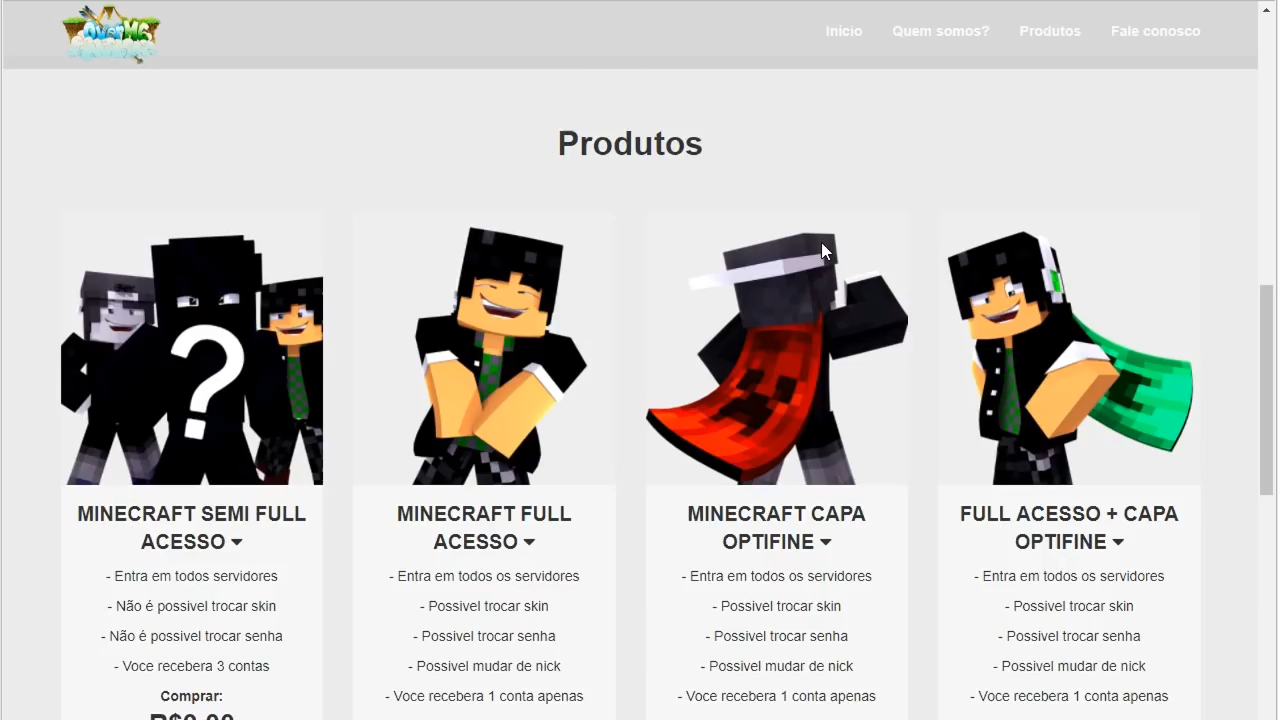 OverMC
Início
Quem somos?
Produtos
Fale conosco
Produtos
?
MINECRAFT SEMI FULL
ACESSO
- Entra em todos servidores
- Não é possivel trocar skin
- Não é possivel trocar senha
- Voce recebera 3 contas
Comprar:
MINECRAFT FULL
ACESSO
- Entra em todos os servidores
- Possivel trocar skin
- Possivel trocar senha
- Possivel mudar de nick
- Voce recebera 1 conta apenas
MINECRAFT CAPA
OPTIFINE
- Entra em todos os servidores
- Possivel trocar skin
- Possivel trocar senha
- Possivel mudar de nick
- Voce recebera 1 conta apenas
FULL ACESSO + CAPA
OPTIFINE
- Entra em todos os servidores
- Possivel trocar skin
- Possivel trocar senha
- Possivel mudar de nick
- Voce recebera 1 conta apenas